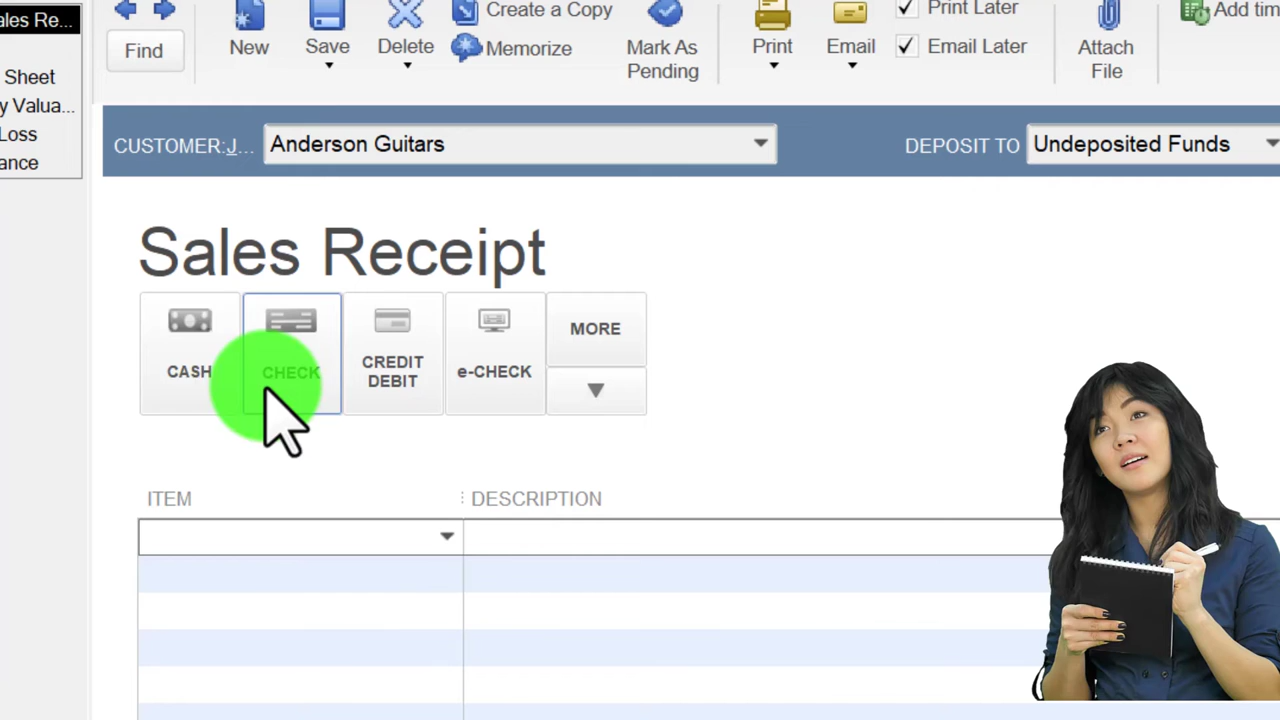 ales Re...
Sheet
y Valua...
Loss
ance
Find
New
Save
Delete
Create a Copy
Memorize
Mark As
Pending
Print
Email
Print Later
Email Later
Attach
File
Add tim
CUSTOMER:J...
Anderson Guitars
DEPOSIT TO
Undeposited Funds
Sales Receipt
CASH
CHECK
CREDIT
DEBIT
e-CHECK
MORE
ITEM
DESCRIPTION